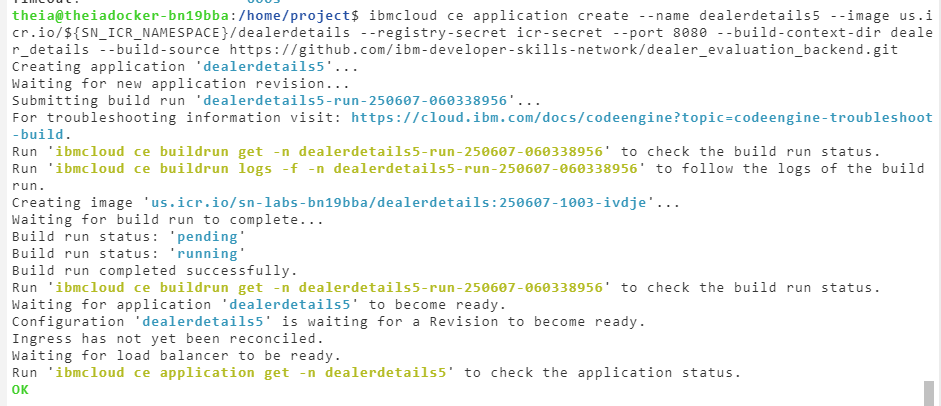 Timeout:            600s
theia@theiadocker-bn19bba:/home/project$ ibmcloud ce application create --name dealerdetails5 --image us.i
cr.io/${SN_ICR_NAMESPACE}/dealerdetails --registry-secret icr-secret --port 8080 --build-context-dir deale
r_details --build-source https://github.com/ibm-developer-skills-network/dealer_evaluation_backend.git
Creating application 'dealerdetails5'...
Waiting for new application revision...
Submitting build run 'dealerdetails5-run-250607-060338956'...
For troubleshooting information visit: https://cloud.ibm.com/docs/codeengine?topic=codeengine-troubleshoot
-build.
Run 'ibmcloud ce buildrun get -n dealerdetails5-run-250607-060338956' to check the build run status.
Run 'ibmcloud ce buildrun logs -f -n dealerdetails5-run-250607-060338956' to follow the logs of the build
run.
Creating image 'us.icr.io/sn-labs-bn19bba/dealerdetails:250607-1003-ivdje'...
Waiting for build run to complete...
Build run status: 'pending'
Build run status: 'running'
Build run completed successfully.
Run 'ibmcloud ce buildrun get -n dealerdetails5-run-250607-060338956' to check the build run status.
Waiting for application 'dealerdetails5' to become ready.
Configuration 'dealerdetails5' is waiting for a Revision to become ready.
Ingress has not yet been reconciled.
Waiting for load balancer to be ready.
Run 'ibmcloud ce application get -n dealerdetails5' to check the application status.
OK